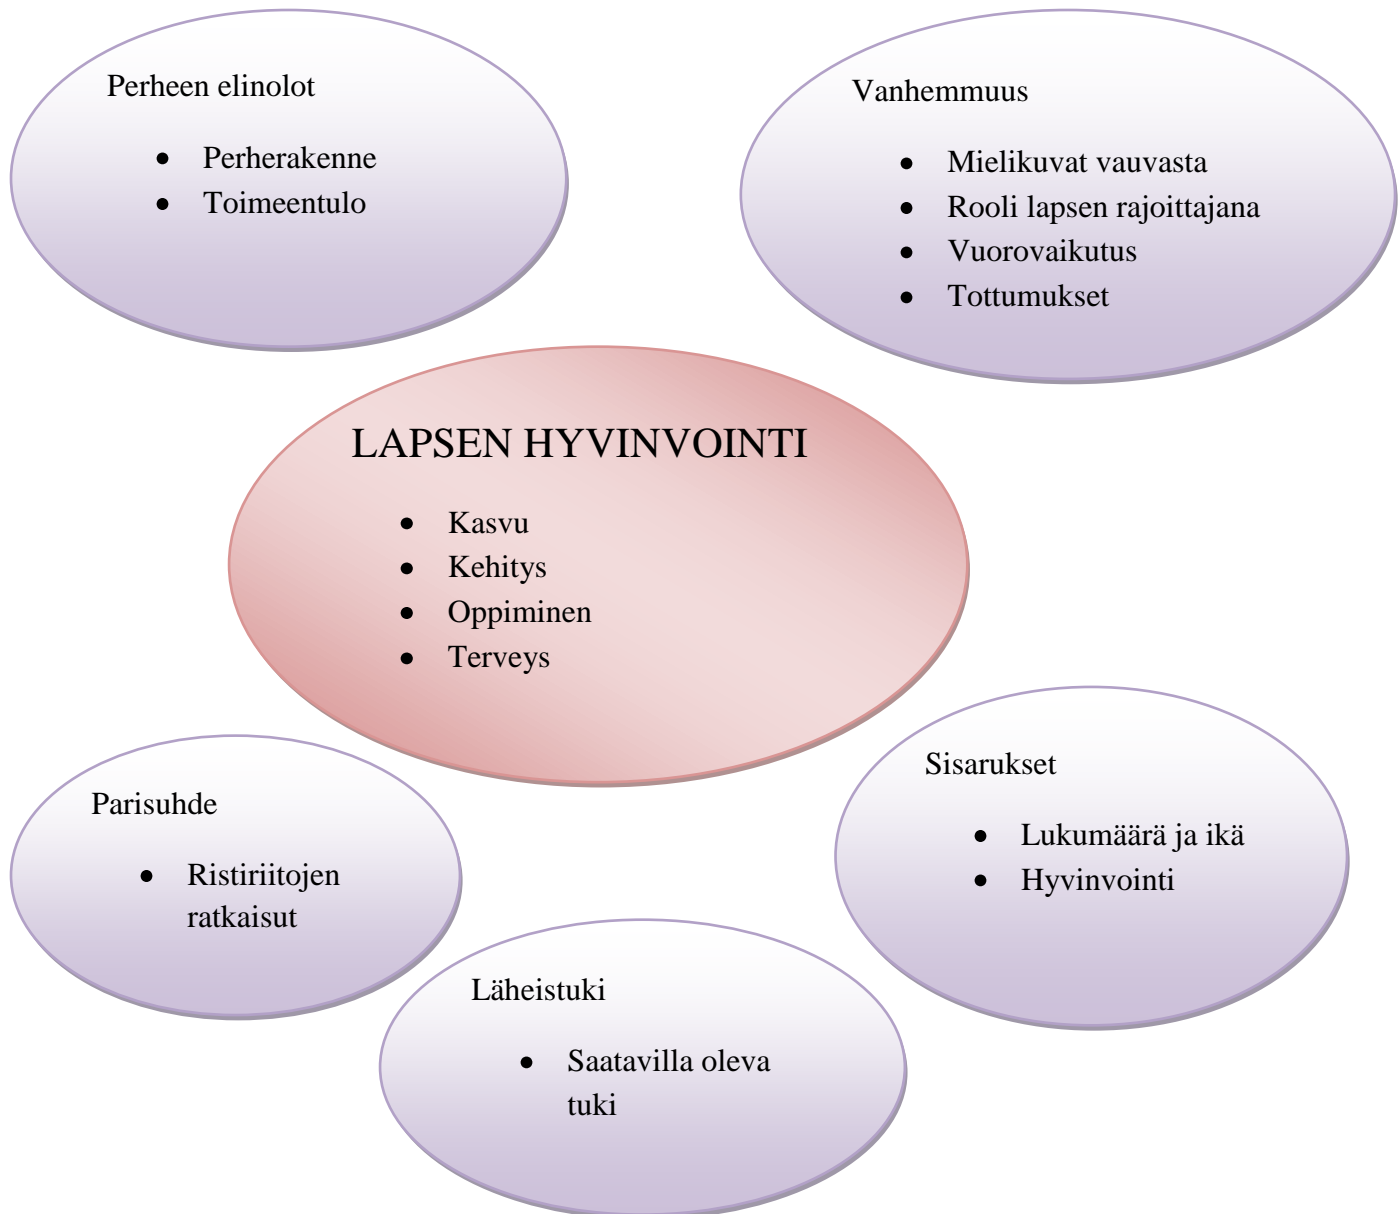 Perheen elinolot
• Perherakenne
• Toimeentulo
Vanhemmuus
• Mielikuvat vauvasta
• Rooli lapsen rajoittajana
• Vuorovaikutus
• Tottumukset
LAPSEN HYVINVOINTI
• Kasvu
• Kehitys
• Oppiminen
• Terveys
Parisuhde
• Ristiriitojen
ratkaisut
Sisarukset
• Lukumäärä ja ikä
• Hyvinvointi
Läheistuki
• Saatavilla oleva
tuki